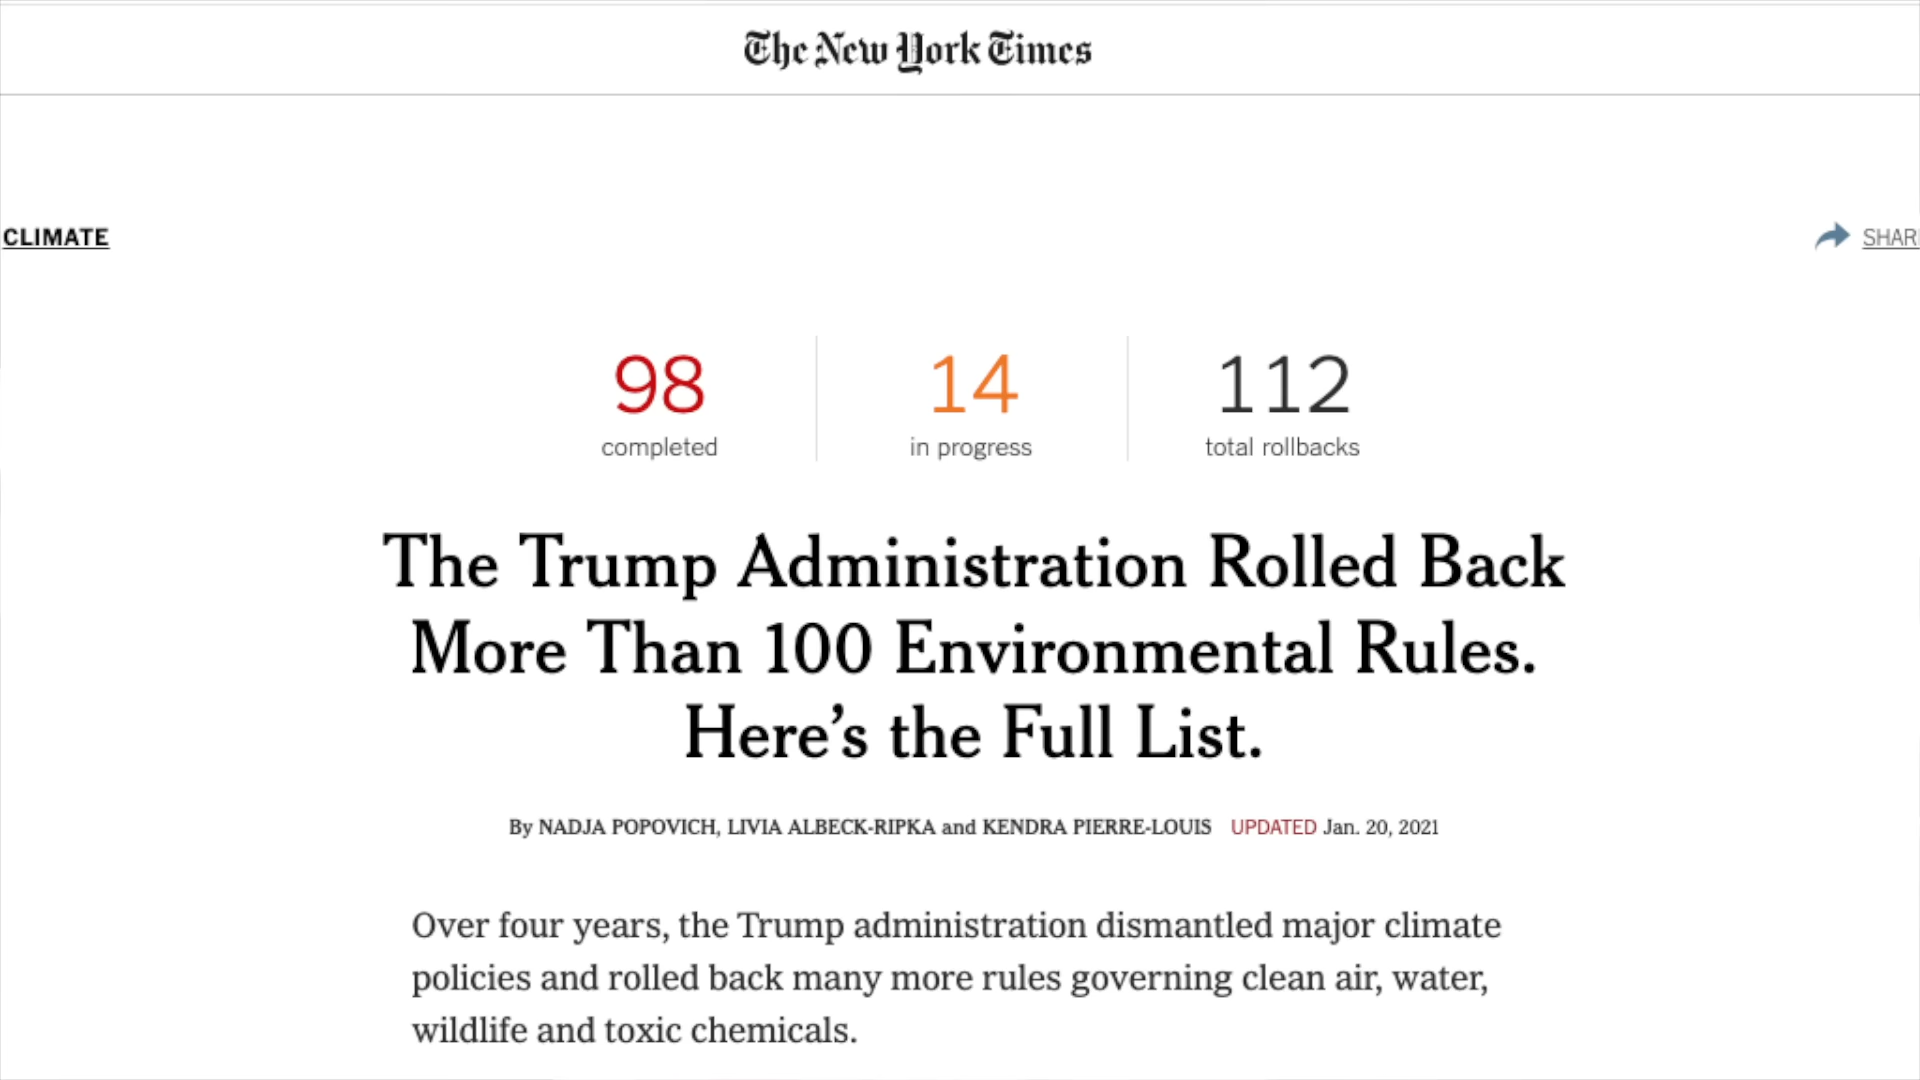 The New York Times
CLIMATE
SHAR
98
completed
14
in progress
112
total rollbacks
The Trump Administration Rolled Back
More Than 100 Environmental Rules.
Here’s the Full List.
By NADJA POPOVICH, LIVIA ALBECK-RIPKA and KENDRA PIERRE-LOUIS UPDATED Jan. 20, 2021
Over four years, the Trump administration dismantled major climate
policies and rolled back many more rules governing clean air, water,
wildlife and toxic chemicals.